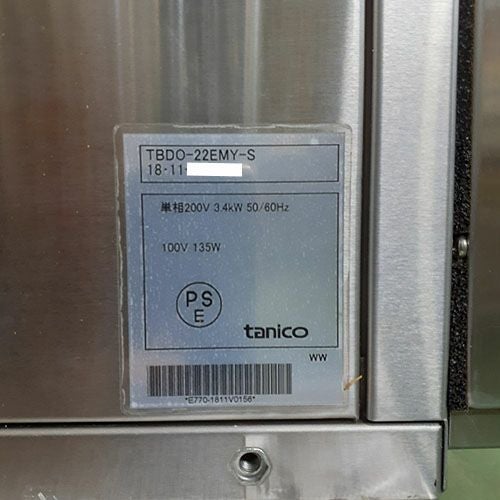 TBDO-22EMY-S
18-11-
単相200V 3.4kW 50/60Hz
100V 135W
PS
E
tanico
WW
*E770-1811V0156*